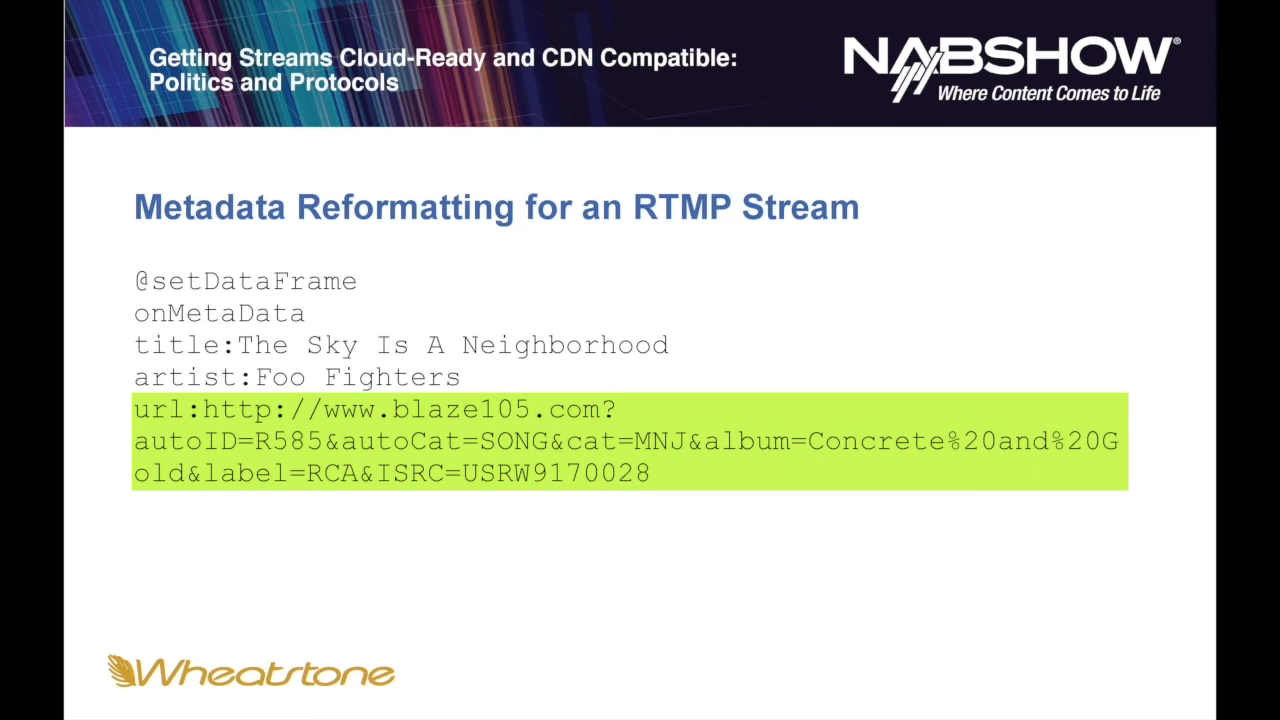 Getting Streams Cloud-Ready and CDN Compatible:
Politics and Protocols
NABSHOW®
Where Content Comes to Life
Metadata Reformatting for an RTMP Stream
@setDataFrame
onMetaData
title:The Sky Is A Neighborhood
artist:Foo Fighters
url:http://www.blaze105.com?
autoID=R585&autoCat=SONG&cat=MNJ&album=Concrete%20and%20G
old&label=RCA&ISRC=USRW9170028
Wheatstone